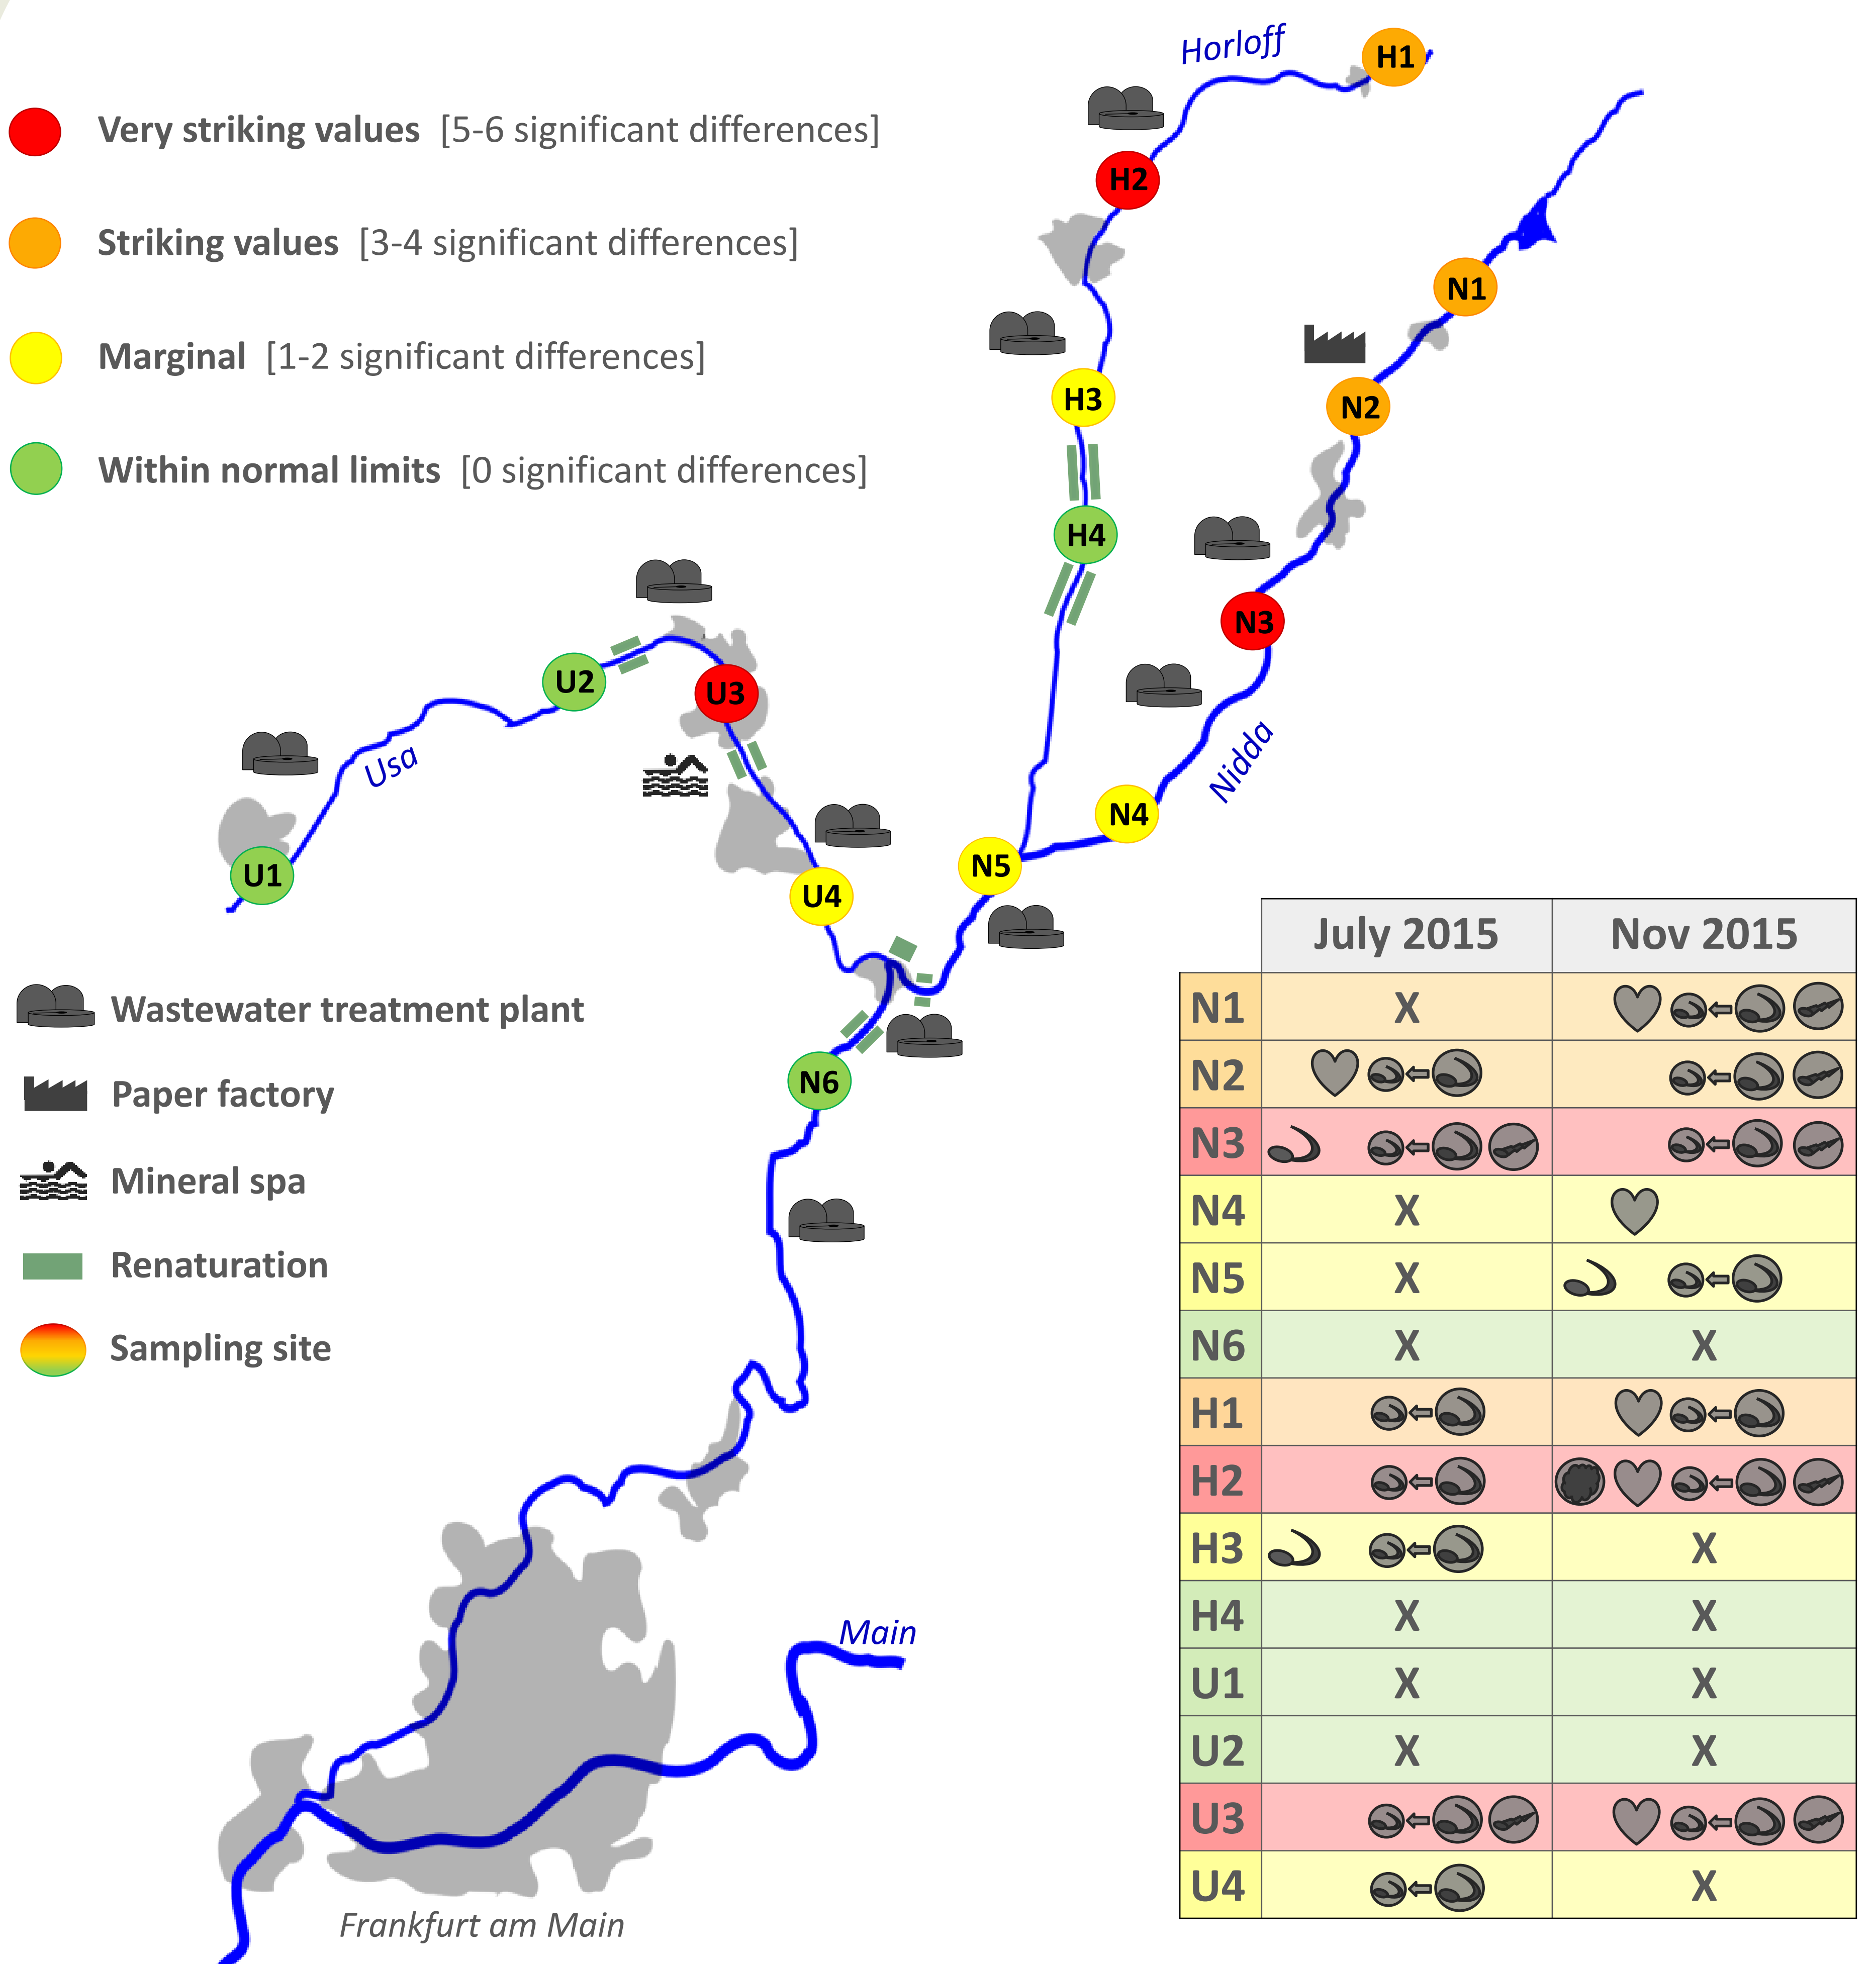 Horloff
H1
Very striking values [5-6 significant differences]
H2
Striking values [3-4 significant differences]
N1
Marginal [1-2 significant differences]
H3
N2
Within normal limits [0 significant differences]
H4
N3
U2
U3
Usa
Nidda
N4
U1
N5
U4
July 2015 Nov 2015
Wastewater treatment plant
N6
Paper factory
Mineral spa
Renaturation
Sampling site
N1 X
N2
N3
N4 X
N5 X
N6 X X
H1
H2
H3 X
H4 X X
U1 X X
U2 X X
U3
U4 X
Main
Frankfurt am Main